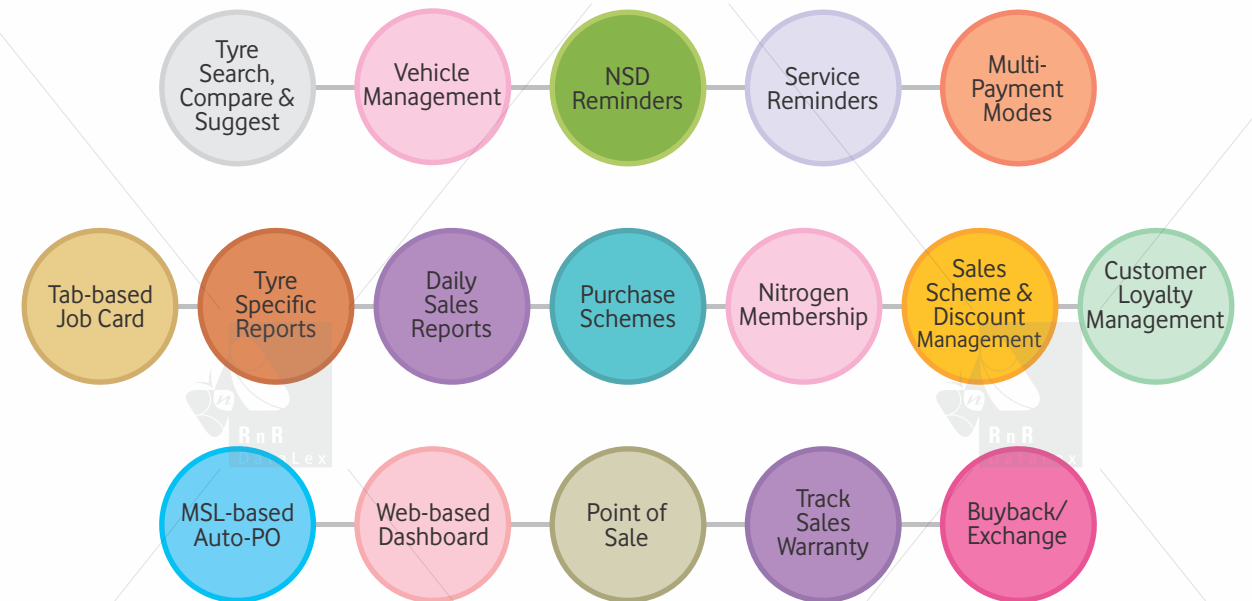 Tyre
Search,
Compare &
Suggest
Vehicle
Management
NSD
Reminders
Service
Reminders
Multi-
Payment
Modes
Tab-based
Job Card
Tyre
Specific
Reports
Daily
Sales
Reports
Purchase
Schemes
Nitrogen
Membership
Sales
Scheme &
Discount
Management
Customer
Loyalty
Management
n
RnR
DataLex
n
RnR
DataLex
MSL-based
Auto-PO
Web-based
Dashboard
Point of
Sale
Track
Sales
Warranty
Buyback/
Exchange